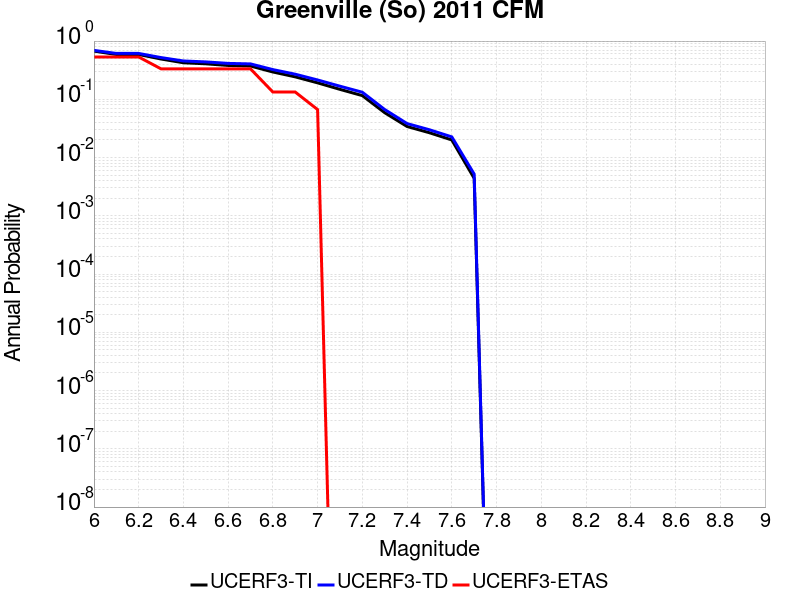 Greenville (So) 2011 CFM
Annual Probability
10^0
10^-1
10^-2
10^-3
10^-4
10^-5
10^-6
10^-7
10^-8
6 6.2 6.4 6.6 6.8 7 7.2 7.4 7.6 7.8 8 8.2 8.4 8.6 8.8 9
Magnitude
UCERF3-TI UCERF3-TD UCERF3-ETAS